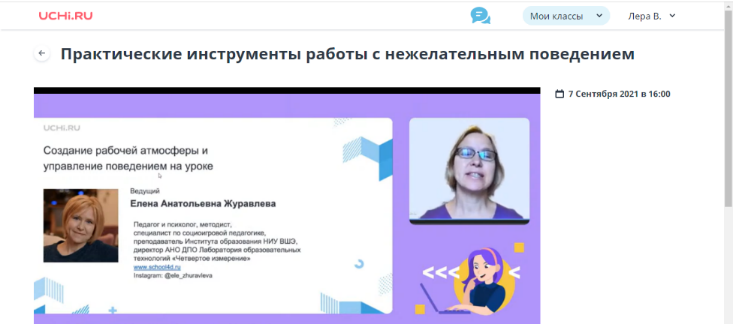 UCHi.RU
Мои классы
Лера В.
Практические инструменты работы с нежелательным поведением
7 Сентября 2021 в 16:00
UCHi.RU
Создание рабочей атмосферы и
управление поведением на уроке
Ведущий
Елена Анатольевна Журавлева
Педагог и психолог, методист,
специалист по социоигровой педагогике,
преподаватель Института образования НИУ ВШЭ,
директор АНО ДПО Лаборатория образовательных
технологий «Четвертое измерение»
www.school4d.ru
Instagram: @ele_zhuravleva